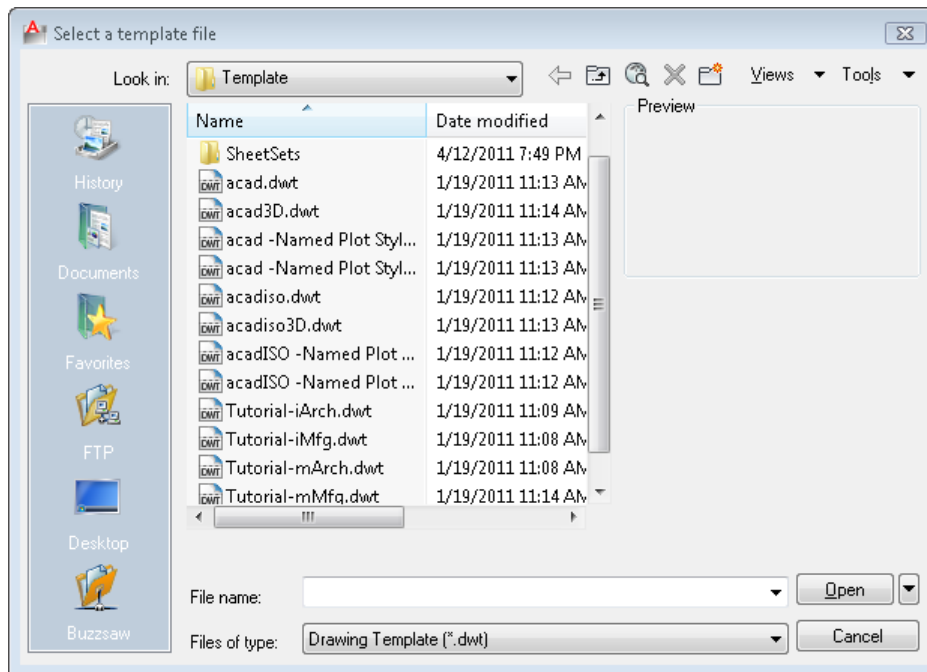 Select a template file
Look in: Template Views Tools
Name Date modified Preview
SheetSets 4/12/2011 7:49 PM
acad.dwt 1/19/2011 11:13 AM
acad3D.dwt 1/19/2011 11:14 AM
acad -Named Plot Styl... 1/19/2011 11:13 AM
acad -Named Plot Styl... 1/19/2011 11:13 AM
acadiso.dwt 1/19/2011 11:12 AM
acadiso3D.dwt 1/19/2011 11:13 AM
acadISO -Named Plot ... 1/19/2011 11:12 AM
acadISO -Named Plot ... 1/19/2011 11:12 AM
Tutorial-iArch.dwt 1/19/2011 11:09 AM
Tutorial-iMfg.dwt 1/19/2011 11:08 AM
Tutorial-mArch.dwt 1/19/2011 11:08 AM
Tutorial-mMfg.dwt 1/19/2011 11:14 AM
History
Documents
Favorites
FTP
Desktop
Buzzsaw
File name: Open
Files of type: Drawing Template (*.dwt) Cancel